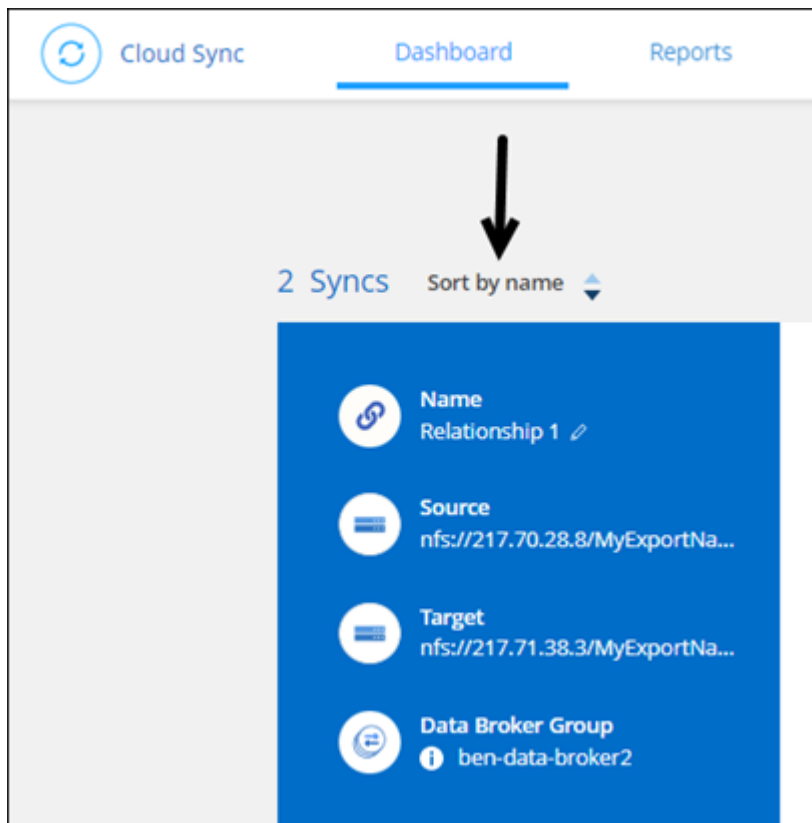 Cloud Sync
Dashboard
Reports
2 Syncs
Sort by name
Name
Relationship 1
Source
nfs://217.70.28.8/MyExportNa...
Target
nfs://217.71.38.3/MyExportNa...
Data Broker Group
ben-data-broker2